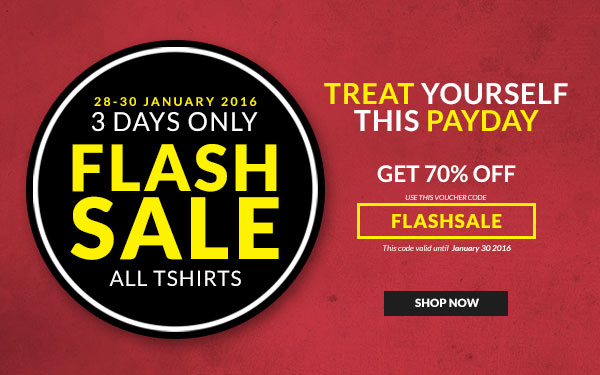 28-30 JANUARY 2016
3 DAYS ONLY
FLASH
SALE
ALL TSHIRTS
TREAT YOURSELF
THIS PAYDAY
GET 70% OFF
USE THIS VOUCHER CODE
FLASHSALE
This code valid until January 30 2016
SHOP NOW